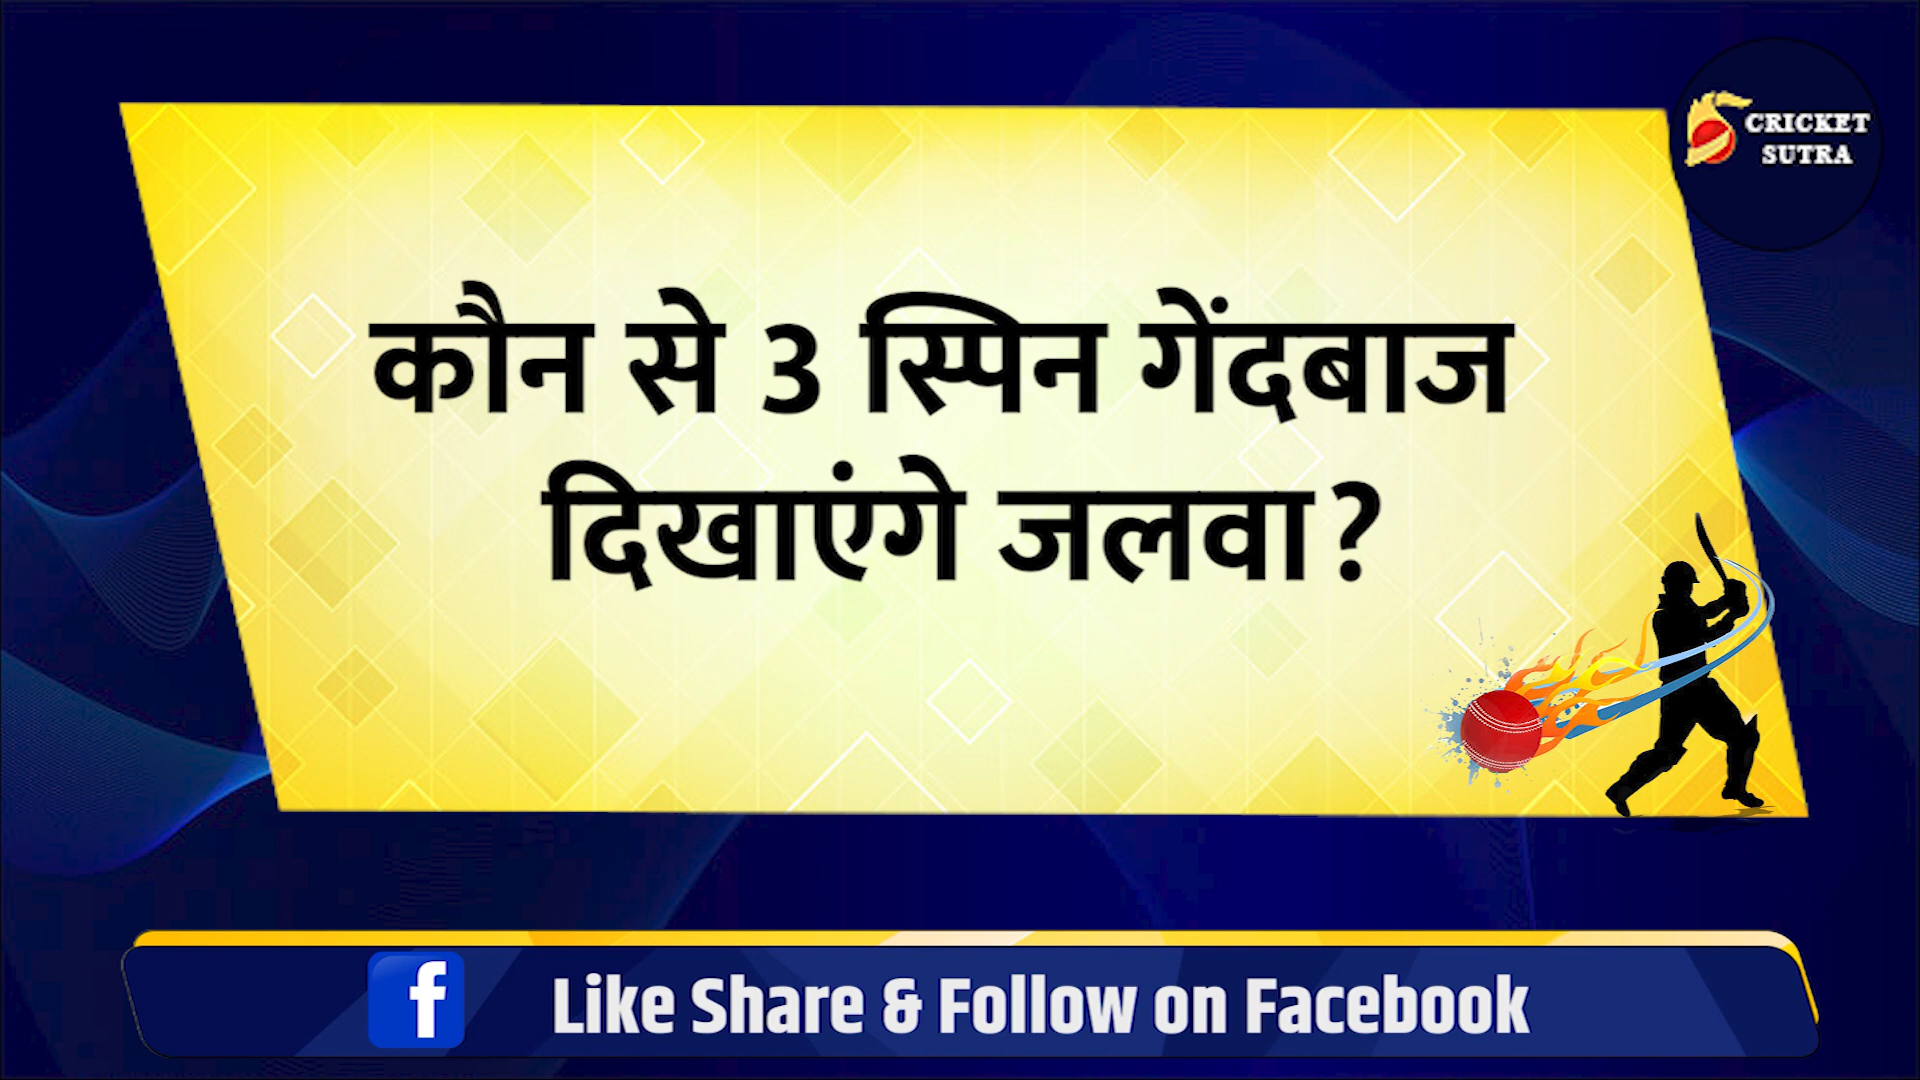 CRICKET
SUTRA
कौन से 3 स्पिन गेंदबाज
दिखाएंगे जलवा?
f Like Share & Follow on Facebook